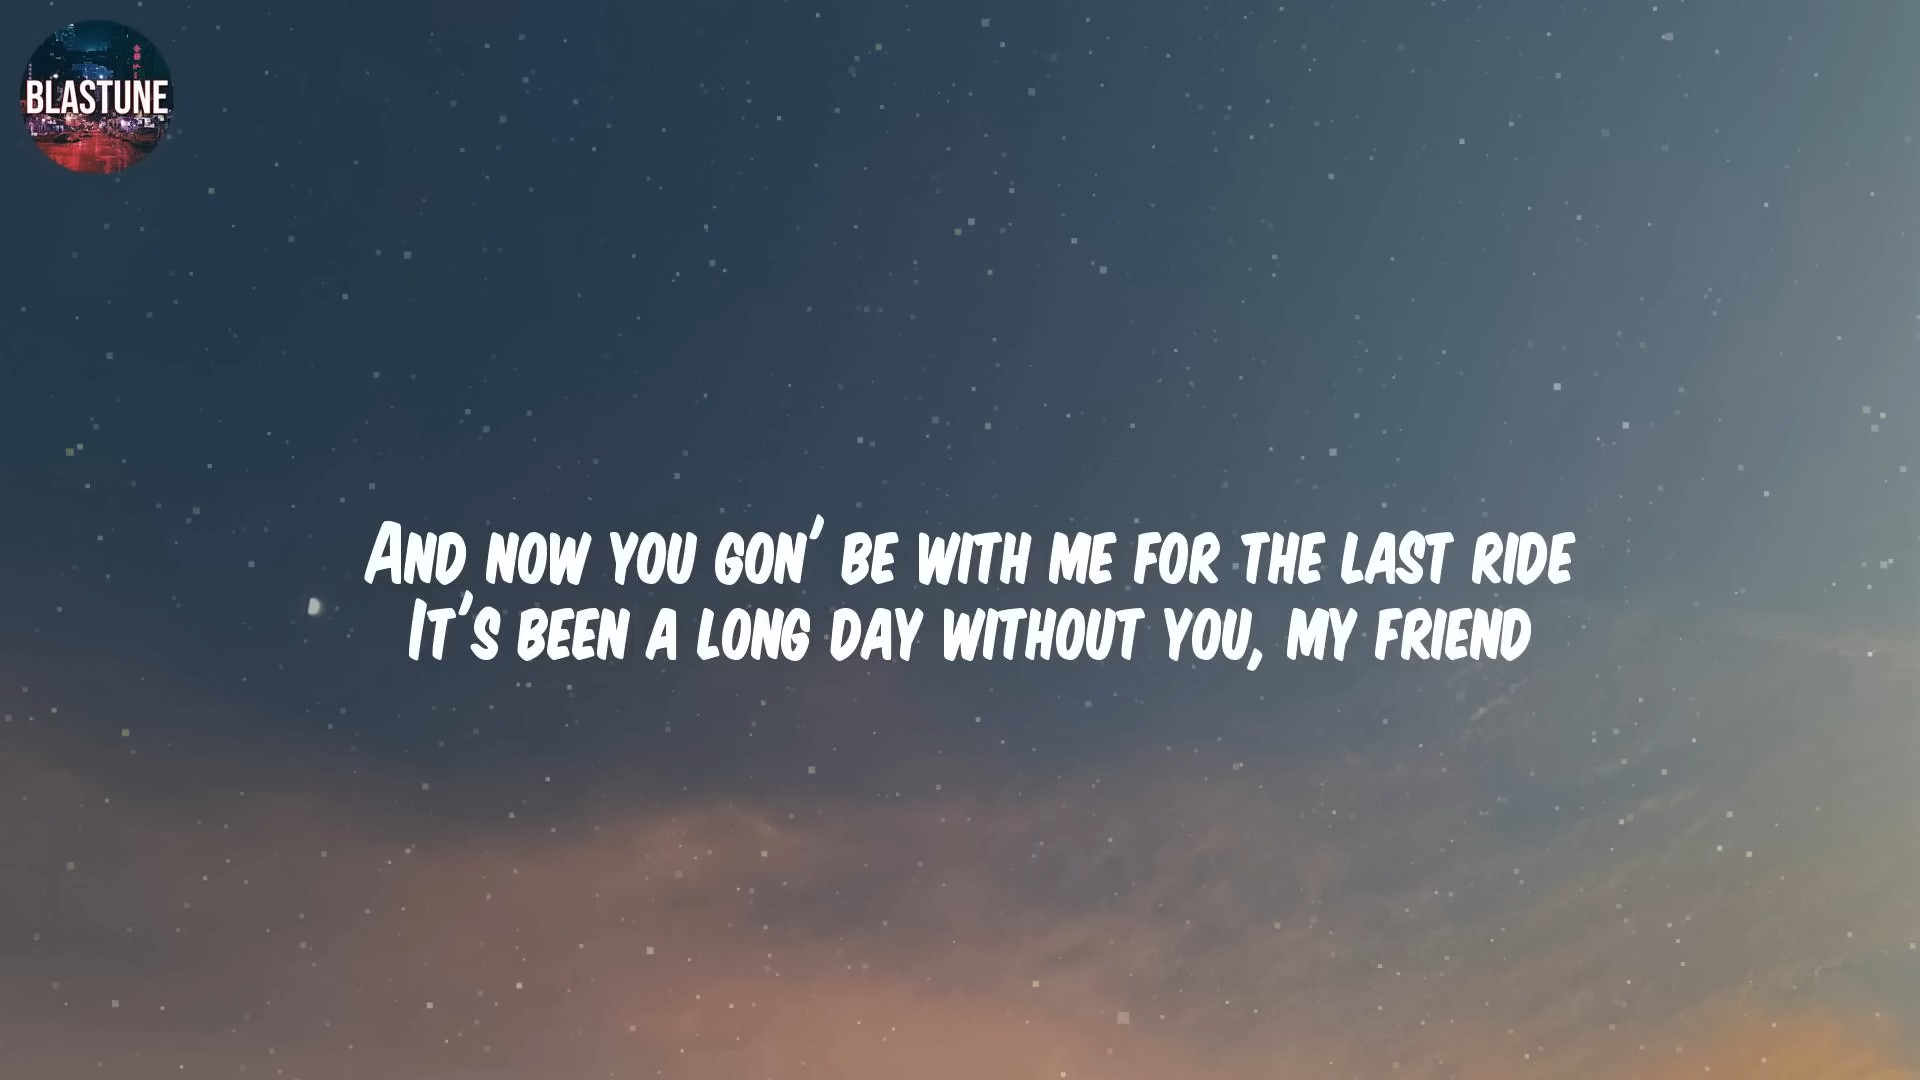 BLASTUNE
And now you gon' be with me for the last ride
It's been a long day without you, my friend